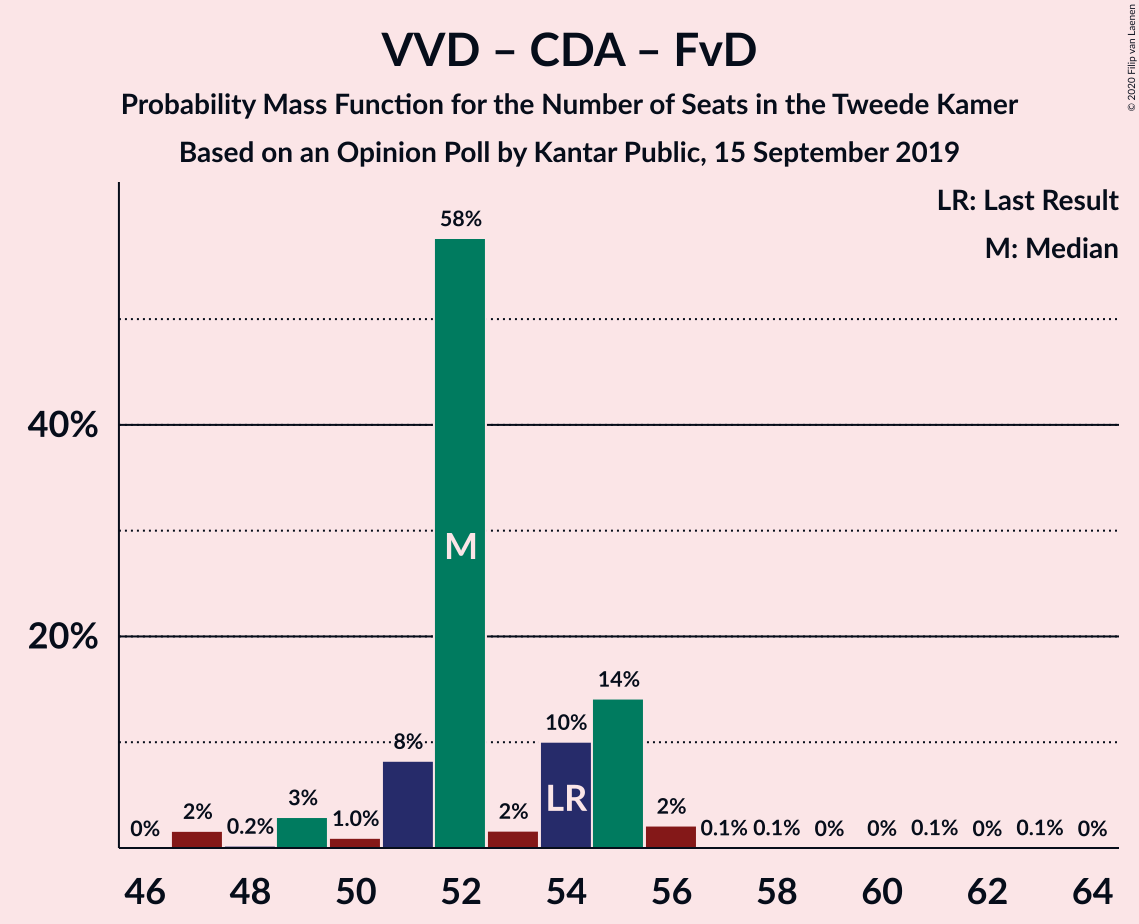 VVD – CDA – FvD
Probability Mass Function for the Number of Seats in the Tweede Kamer
Based on an Opinion Poll by Kantar Public, 15 September 2019
© 2020 Filip van Laenen
LR: Last Result
M: Median
40%
20%
0%
2%
0.2%
3%
1.0%
8%
58%
2%
10%
14%
2%
0.1%
0.1%
0%
0%
0.1%
0%
0.1%
0%
M
LR
46 48 50 52 54 56 58 60 62 64